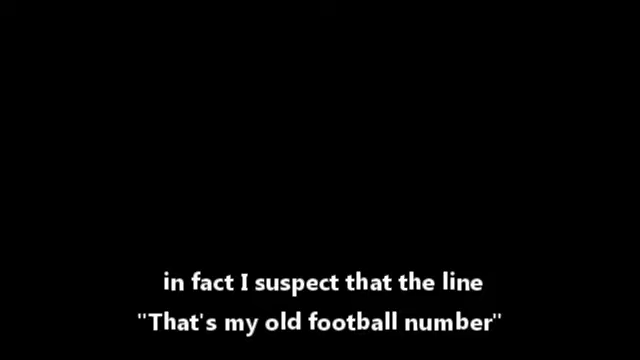 in fact I suspect that the line
"That's my old football number"